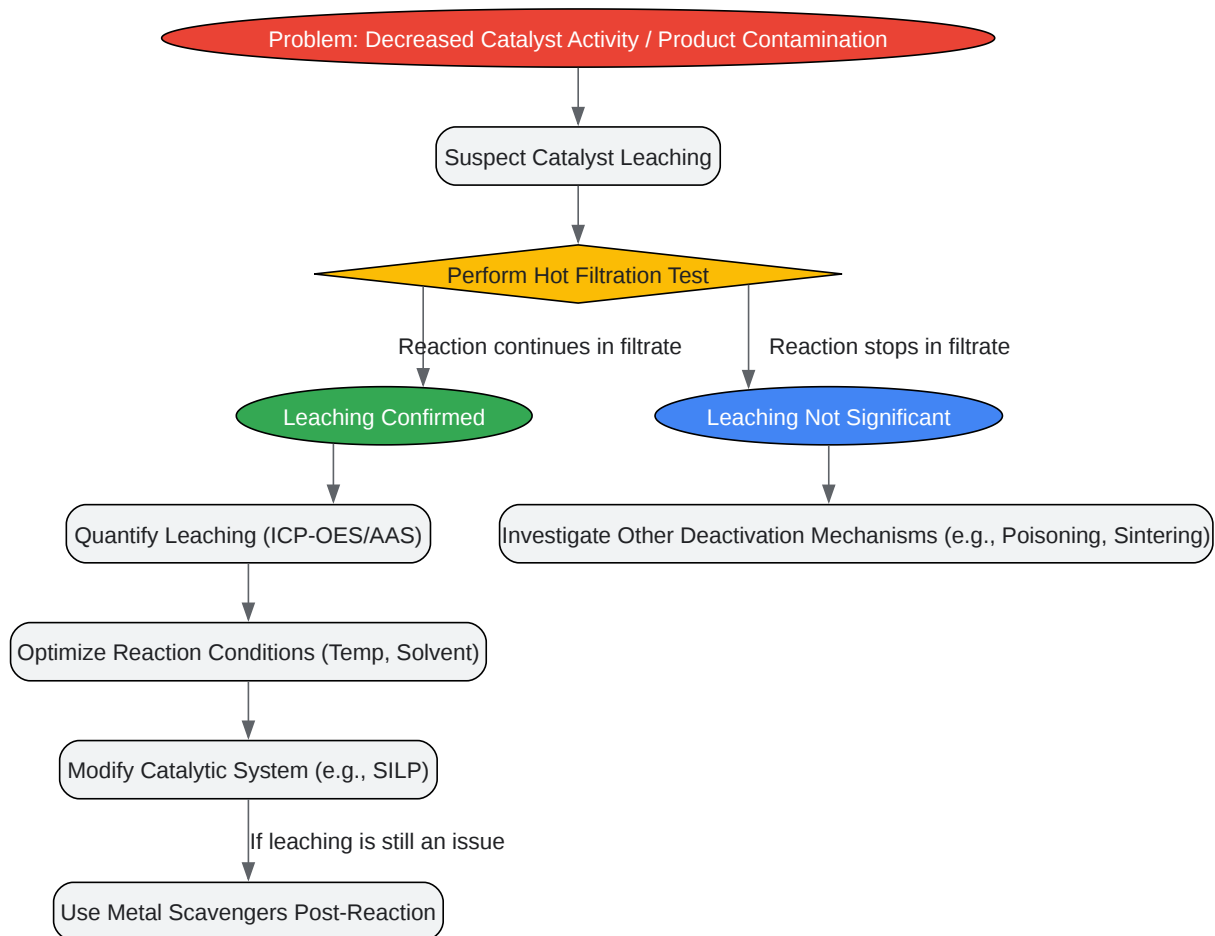 Problem: Decreased Catalyst Activity / Product Contamination
Suspect Catalyst Leaching
Perform Hot Filtration Test
Reaction continues in filtrate
Reaction stops in filtrate
Leaching Confirmed
Leaching Not Significant
Quantify Leaching (ICP-OES/AAS)
Investigate Other Deactivation Mechanisms (e.g., Poisoning, Sintering)
Optimize Reaction Conditions (Temp, Solvent)
Modify Catalytic System (e.g., SILP)
If leaching is still an issue
Use Metal Scavengers Post-Reaction